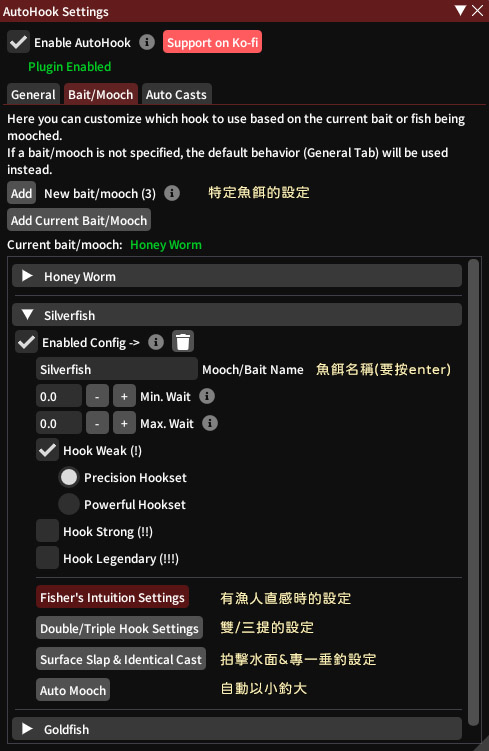 AutoHook Settings
Enable AutoHook Support on Ko-fi
Plugin Enabled
General Bait/Mooch Auto Casts
Here you can customize which hook to use based on the current bait or fish being
mooched.
If a bait/mooch is not specified, the default behavior (General Tab) will be used
instead.
Add New bait/mooch (3) 特定魚餌的設定
Add Current Bait/Mooch
Current bait/mooch: Honey Worm
Honey Worm
Silverfish
Enabled Config ->
Silverfish Mooch/Bait Name 魚餌名稱(要按enter)
0.0 - + Min. Wait
0.0 - + Max. Wait
Hook Weak (!)
Precision Hookset
Powerful Hookset
Hook Strong (!!)
Hook Legendary (!!!)
Fisher's Intuition Settings 有漁人直感時的設定
Double/Triple Hook Settings 雙/三提的設定
Surface Slap & Identical Cast 拍擊水面&專一垂釣設定
Auto Mooch 自動以小釣大
Goldfish